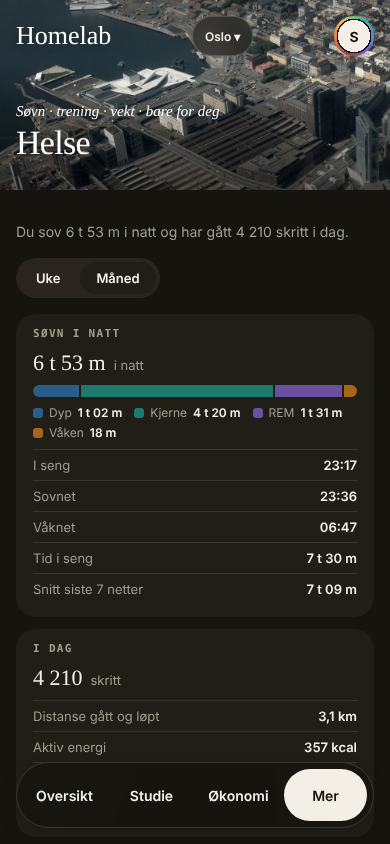 Homelab
Oslo ▾
S
Søvn · trening · vekt · bare for deg
Helse
Du sov 6 t 53 m i natt og har gått 4 210 skritt i dag.
Uke Måned
SØVN I NATT
6 t 53 m i natt
Dyp 1 t 02 m Kjerne 4 t 20 m REM 1 t 31 m
Våken 18 m
I seng 23:17
Sovnet 23:36
Våknet 06:47
Tid i seng 7 t 30 m
Snitt siste 7 netter 7 t 09 m
I DAG
4 210 skritt
Distanse gått og løpt 3,1 km
Aktiv energi 357 kcal
Oversikt Studie Økonomi Mer